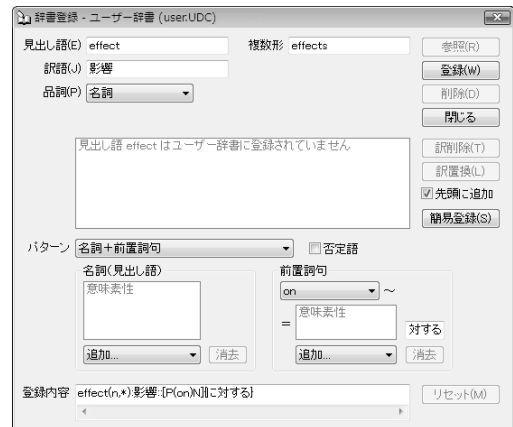 辞書登録 - ユーザー辞書 (user.UDC)
見出し語(E) effect 複数形 effects 参照(R)
訳語(J) 影響 登録(W)
品詞(P) 名詞 削除(D)
閉じる
見出し語 effect はユーザー辞書に登録されていません 訳削除(T)
訳置換(L)
先頭に追加
簡易登録(S)
パターン 名詞+前置詞句 否定語
名詞(見出し語) 前置詞句
意味素性 on ～
= 意味素性 対する
追加... 消去 追加... 消去
登録内容 effect(n,*):影響:{P(on)N}[に対する} リセット(M)